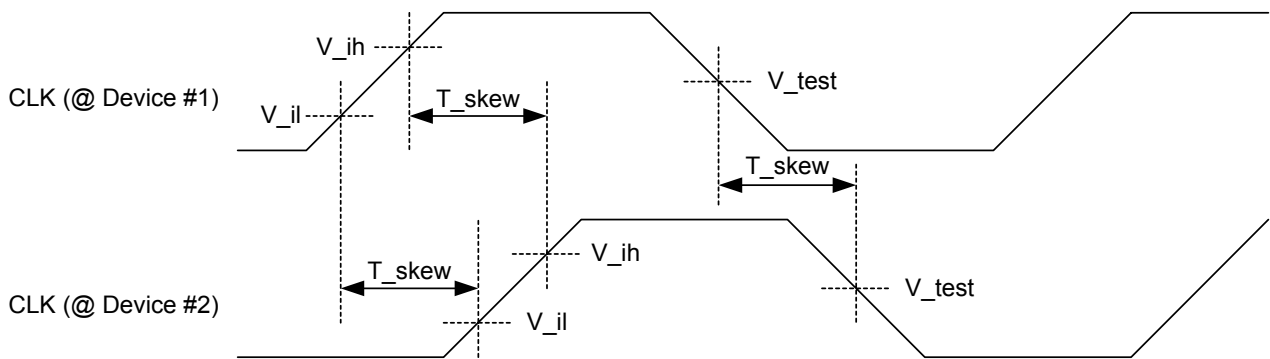 V_ih
V_test
CLK (@ Device #1)
V_il
T_skew
T_skew
V_ih
T_skew
V_test
CLK (@ Device #2)
V_il